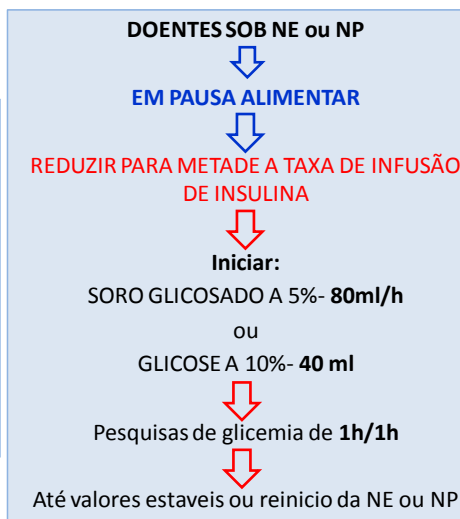 DOENTES SOB NE ou NP
EM PAUSA ALIMENTAR
REDUZIR PARA METADE A TAXA DE INFUSÃO
DE INSULINA
Iniciar:
SORO GLICOSADO A 5%- 80ml/h
ou
GLICOSE A 10%- 40 ml
Pesquisas de glicemia de 1h/1h
Até valores estaveis ou reinicio da NE ou NP